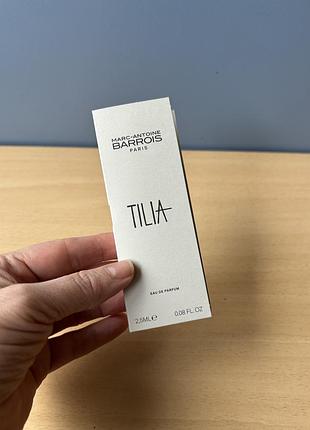 MARC-ANTOINE
BARROIS
PARIS
TILIA
EAU DE PARFUM
2,5ML℮ 0.08 FL. OZ